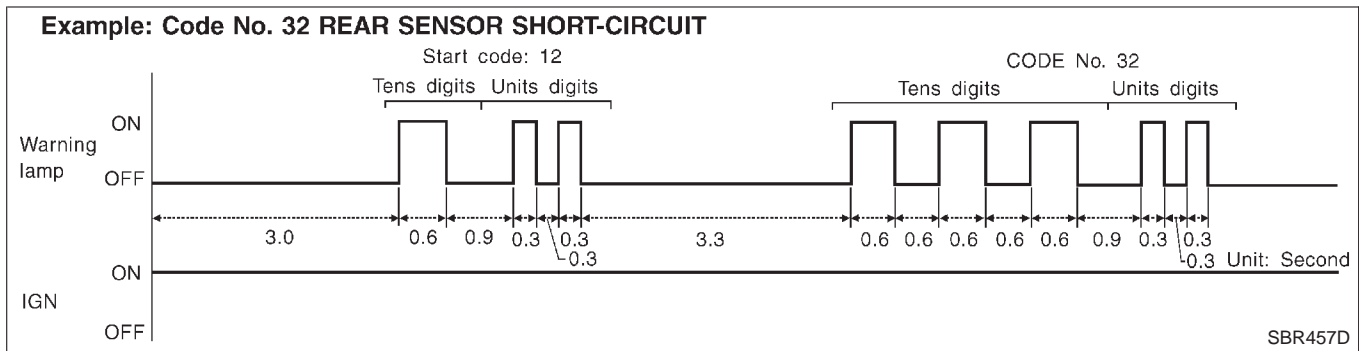 Example: Code No. 32 REAR SENSOR SHORT-CIRCUIT
Start code: 12
CODE No. 32
Tens digits Units digits
Tens digits Units digits
Warning
lamp
ON
OFF
3.0 0.6 0.9 0.3 0.3 3.3 0.6 0.6 0.6 0.6 0.6 0.9 0.3 0.3
0.3 0.3 Unit: Second
ON
IGN
OFF
SBR457D